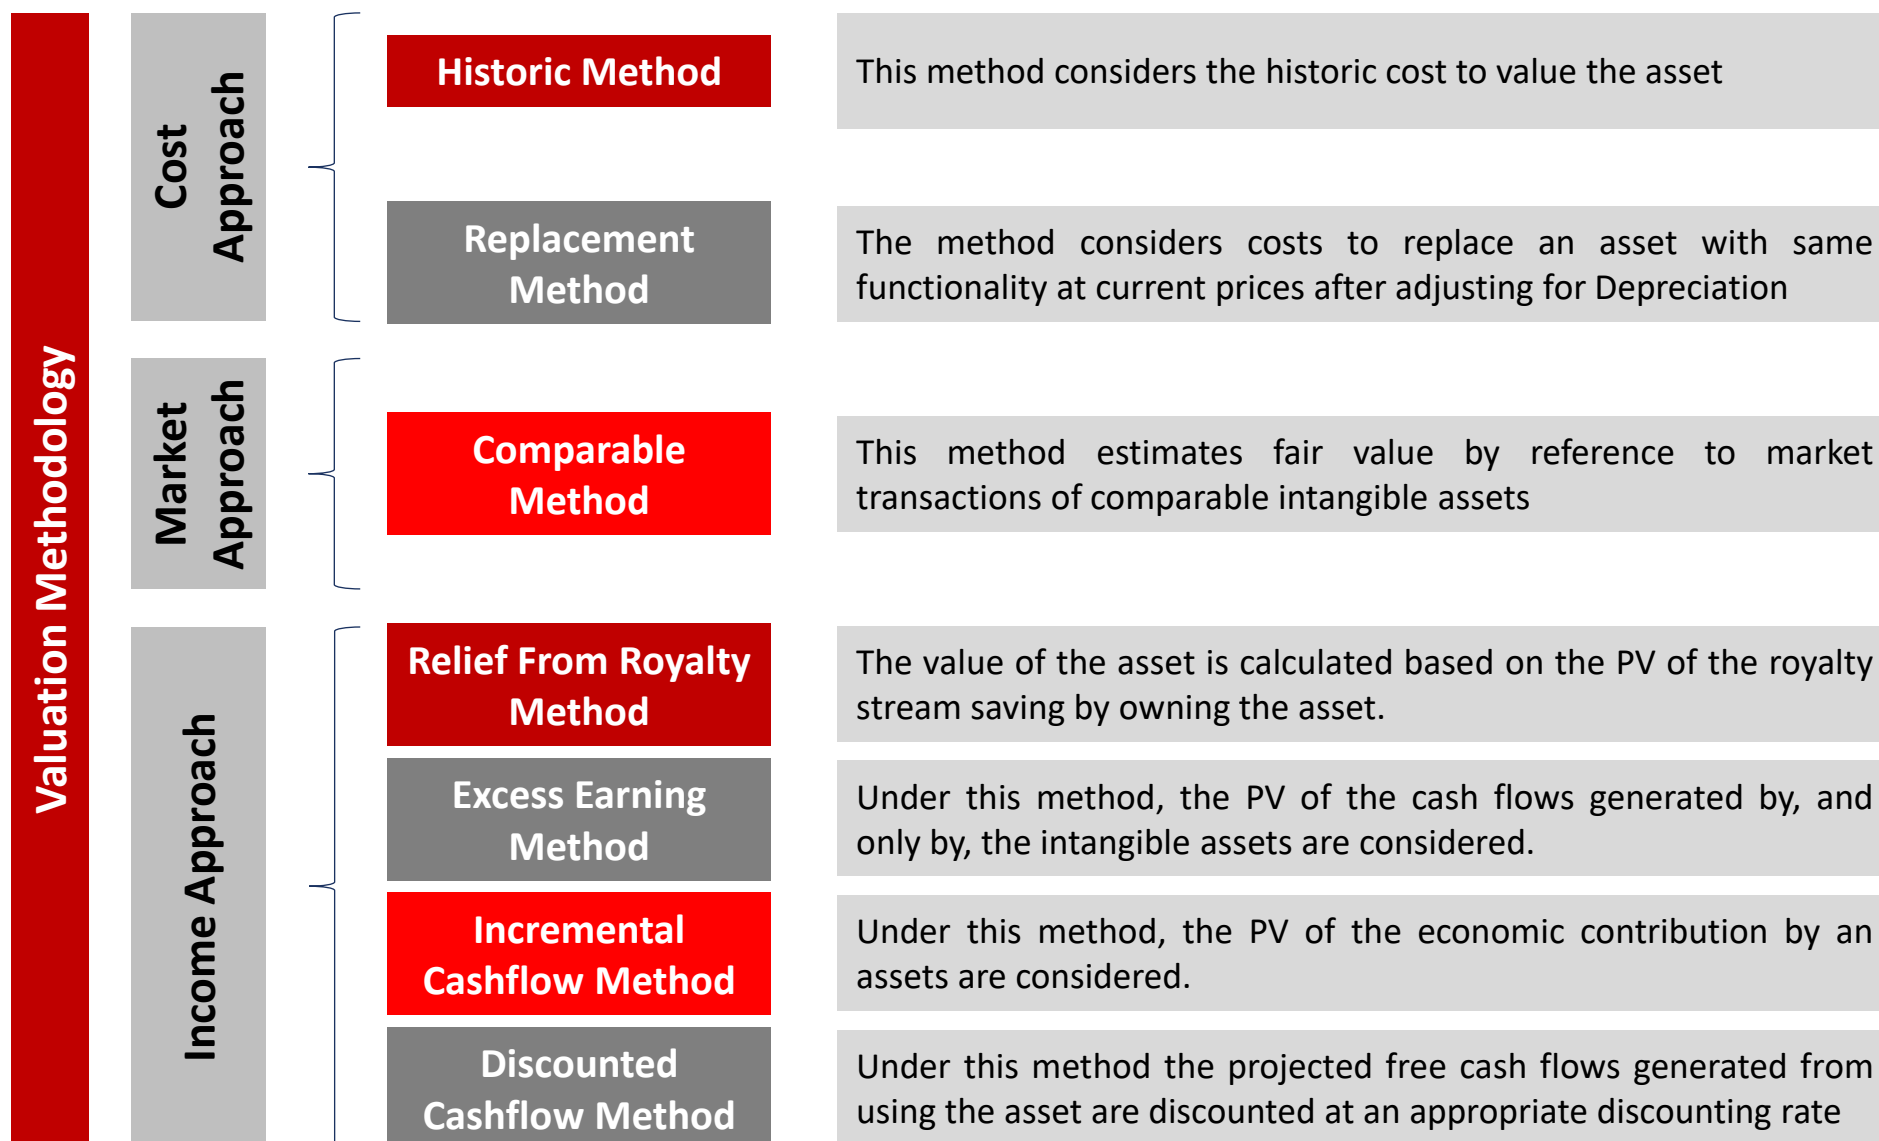 Valuation Methodology
Cost
Approach
Historic Method
This method considers the historic cost to value the asset
Replacement
Method
The method considers costs to replace an asset with same
functionality at current prices after adjusting for Depreciation
Market
Approach
Comparable
Method
This method estimates fair value by reference to market
transactions of comparable intangible assets
Income Approach
Relief From Royalty
Method
The value of the asset is calculated based on the PV of the royalty
stream saving by owning the asset.
Excess Earning
Method
Under this method, the PV of the cash flows generated by, and
only by, the intangible assets are considered.
Incremental
Cashflow Method
Under this method, the PV of the economic contribution by an
assets are considered.
Discounted
Cashflow Method
Under this method the projected free cash flows generated from
using the asset are discounted at an appropriate discounting rate